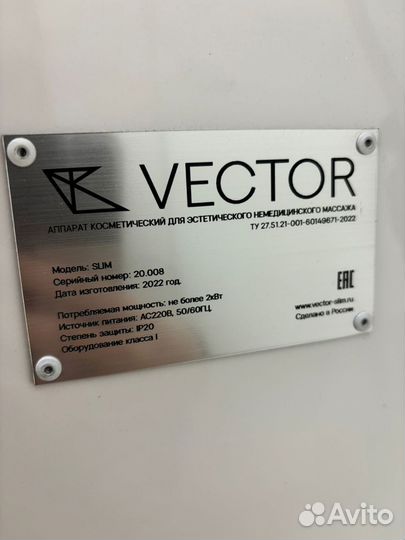 VECTOR
АППАРАТ КОСМЕТИЧЕСКИЙ ДЛЯ ЭСТЕТИЧЕСКОГО НЕМЕДИЦИНСКОГО МАССАЖА
ТУ 27.51.21-001-60149671-2022
Модель: SLIM
Серийный номер: 20.008
Дата изготовления: 2022 год.
Потребляемая мощность: не более 2кВт
Источник питания: AC220В, 50/60ГЦ.
Степень защиты: IP20
Оборудование класса I
EAC
www.vector-slim.ru
Сделано в России
Avito